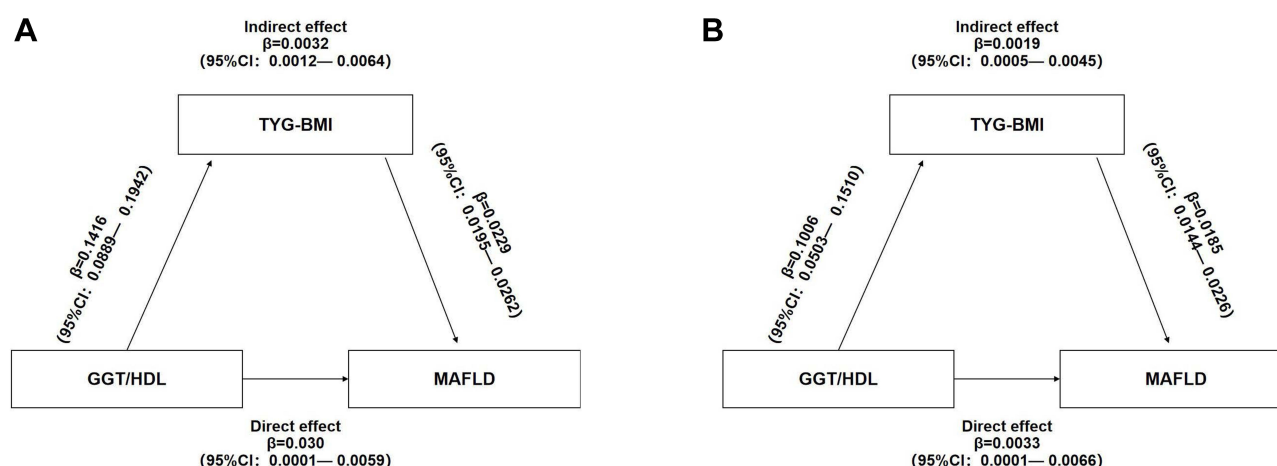 A
Indirect effect
β=0.0032
(95%CI: 0.0012— 0.0064)
TYG-BMI
β=0.1416
(95%CI: 0.0889— 0.1942)
β=0.0229
(95%CI: 0.0195— 0.0262)
GGT/HDL
MAFLD
Direct effect
β=0.030
(95%CI: 0.0001— 0.0059)
B
Indirect effect
β=0.0019
(95%CI: 0.0005— 0.0045)
TYG-BMI
β=0.1006
(95%CI: 0.0503— 0.1510)
β=0.0185
(95%CI: 0.0144— 0.0226)
GGT/HDL
MAFLD
Direct effect
β=0.0033
(95%CI: 0.0001— 0.0066)